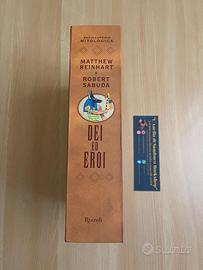 ENCICLOPEDIA
MITOLOGICA
MATTHEW
REINHART
E
ROBERT
SABUDA
DEI
ED
EROI
Rizzoli
Subito